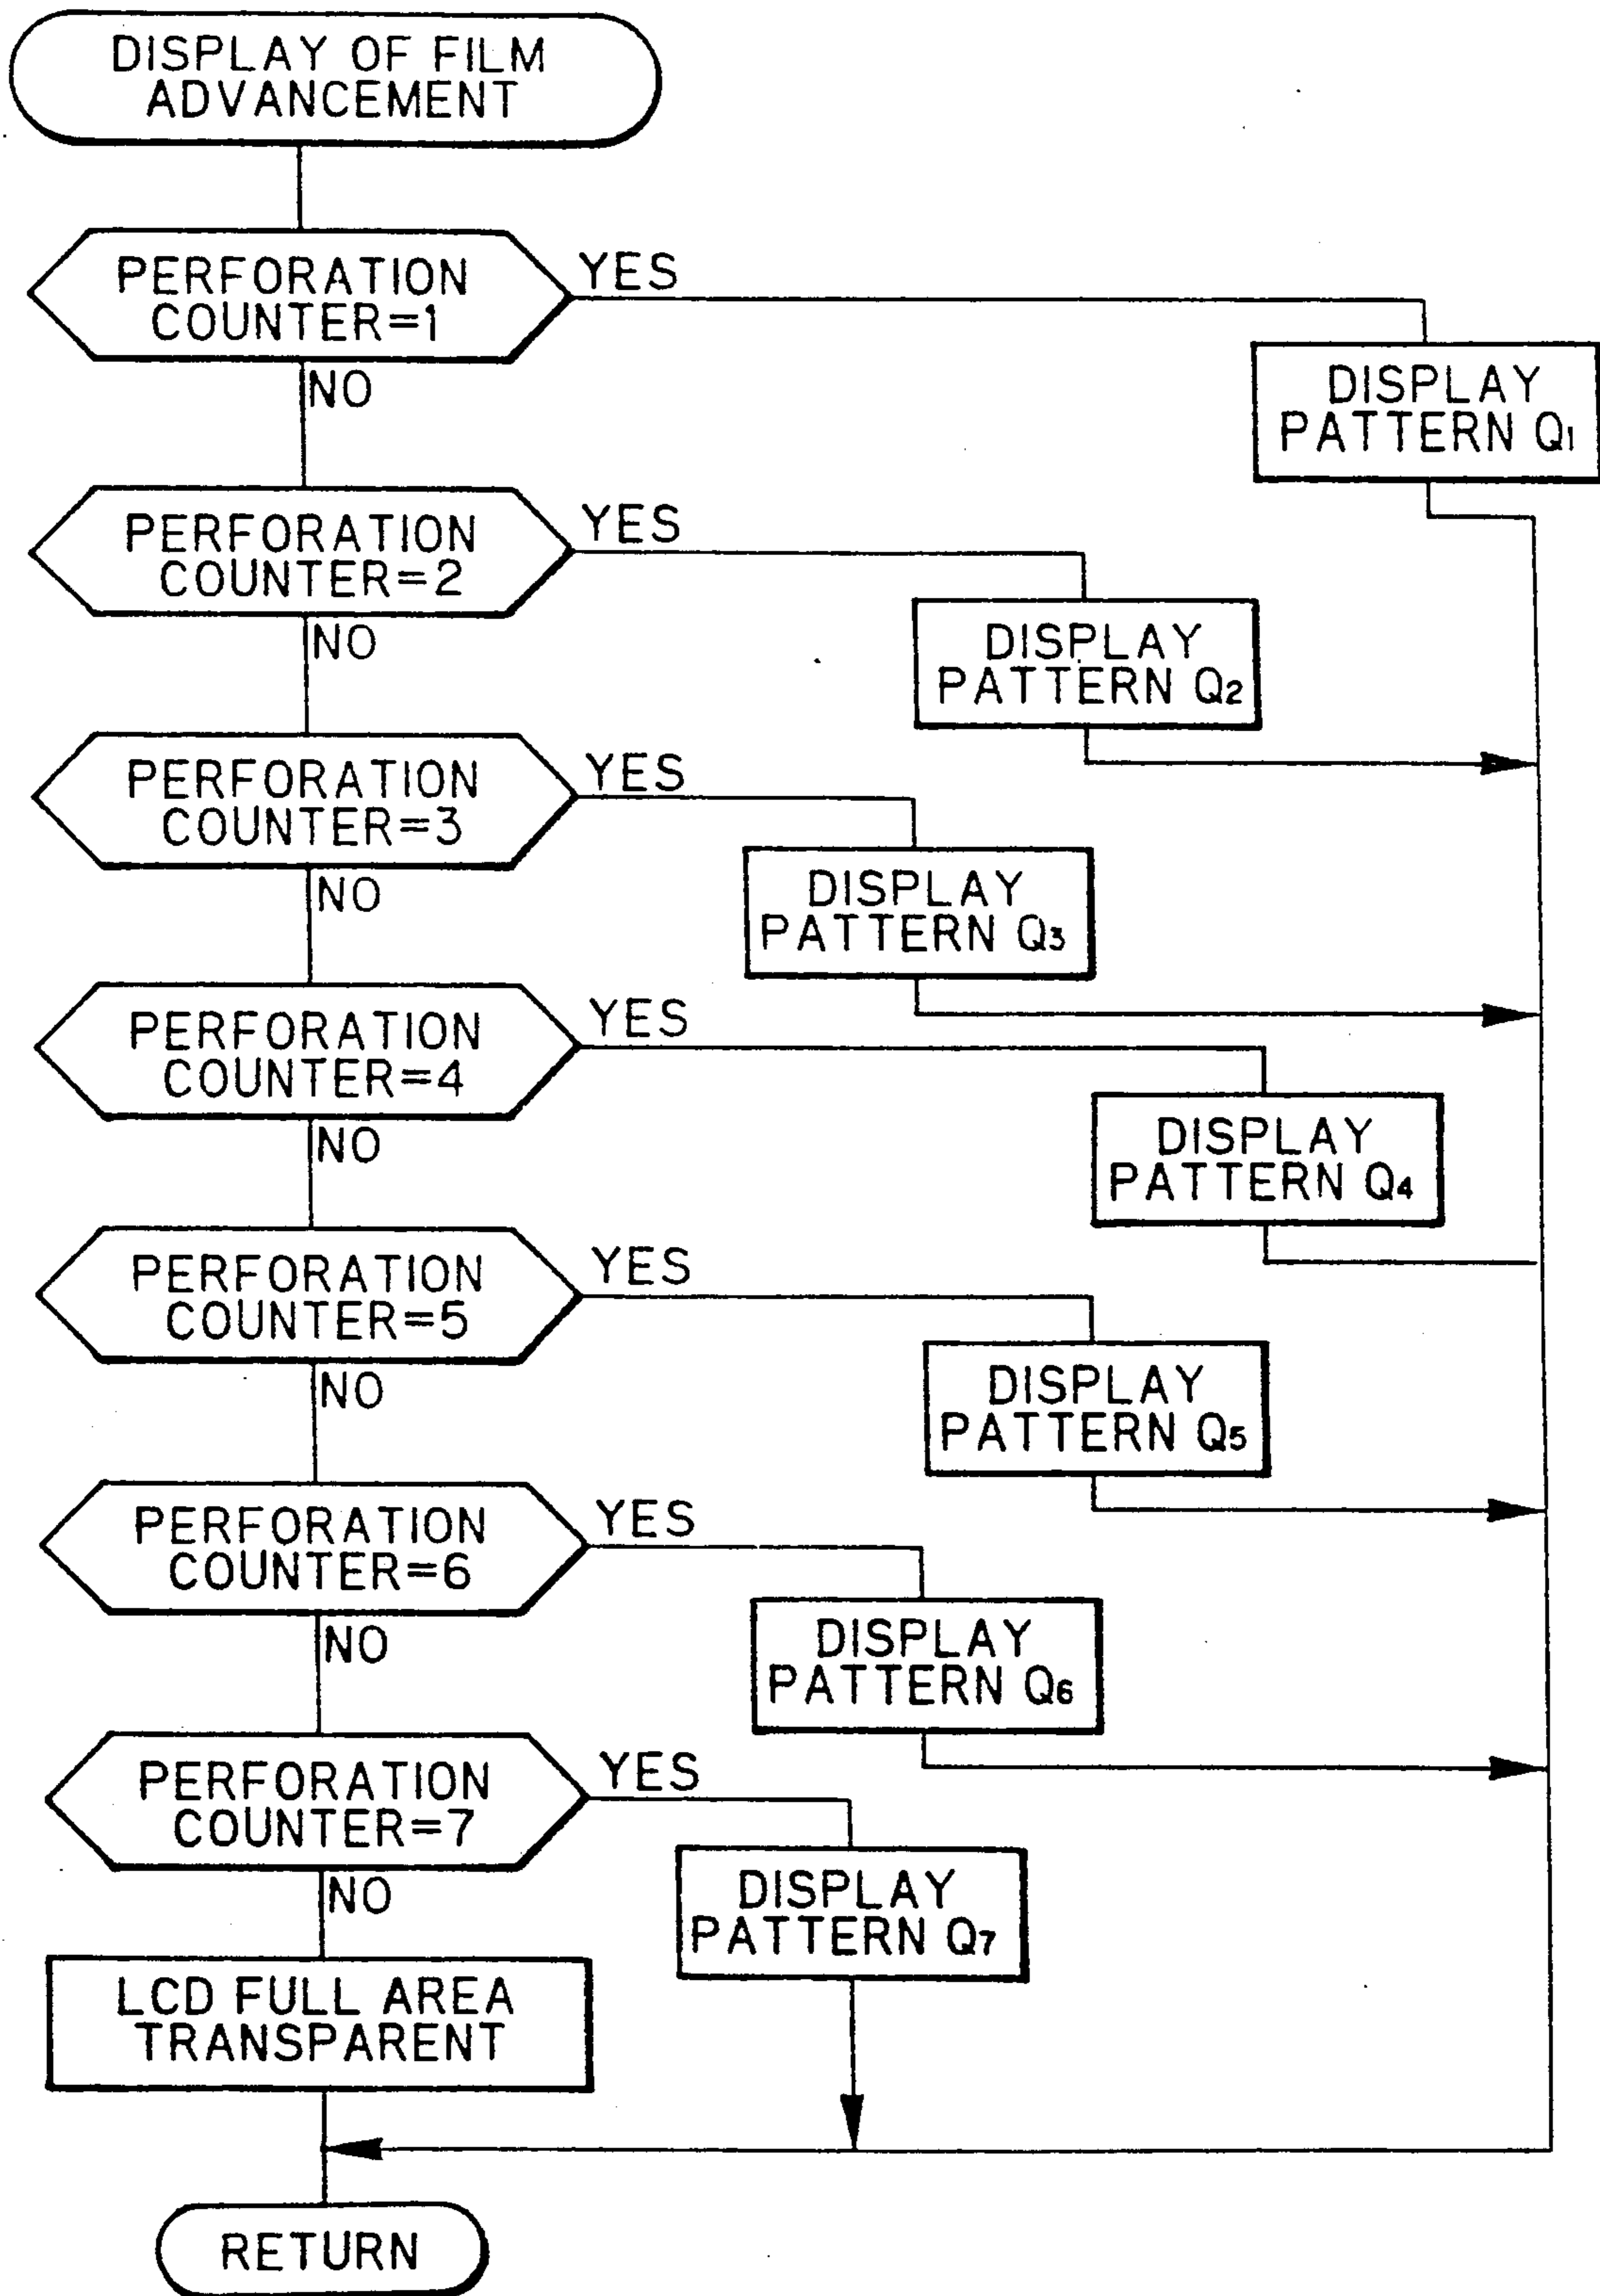 DISPLAY OF FILM
ADVANCEMENT
PERFORATION
COUNTER=1
YES
NO
DISPLAY
PATTERN Q1
PERFORATION
COUNTER=2
YES
NO
DISPLAY
PATTERN Q2
PERFORATION
COUNTER=3
YES
NO
DISPLAY
PATTERN Q3
PERFORATION
COUNTER=4
YES
NO
DISPLAY
PATTERN Q4
PERFORATION
COUNTER=5
YES
NO
DISPLAY
PATTERN Q5
PERFORATION
COUNTER=6
YES
NO
DISPLAY
PATTERN Q6
PERFORATION
COUNTER=7
YES
NO
DISPLAY
PATTERN Q7
LCD FULL AREA
TRANSPARENT
RETURN